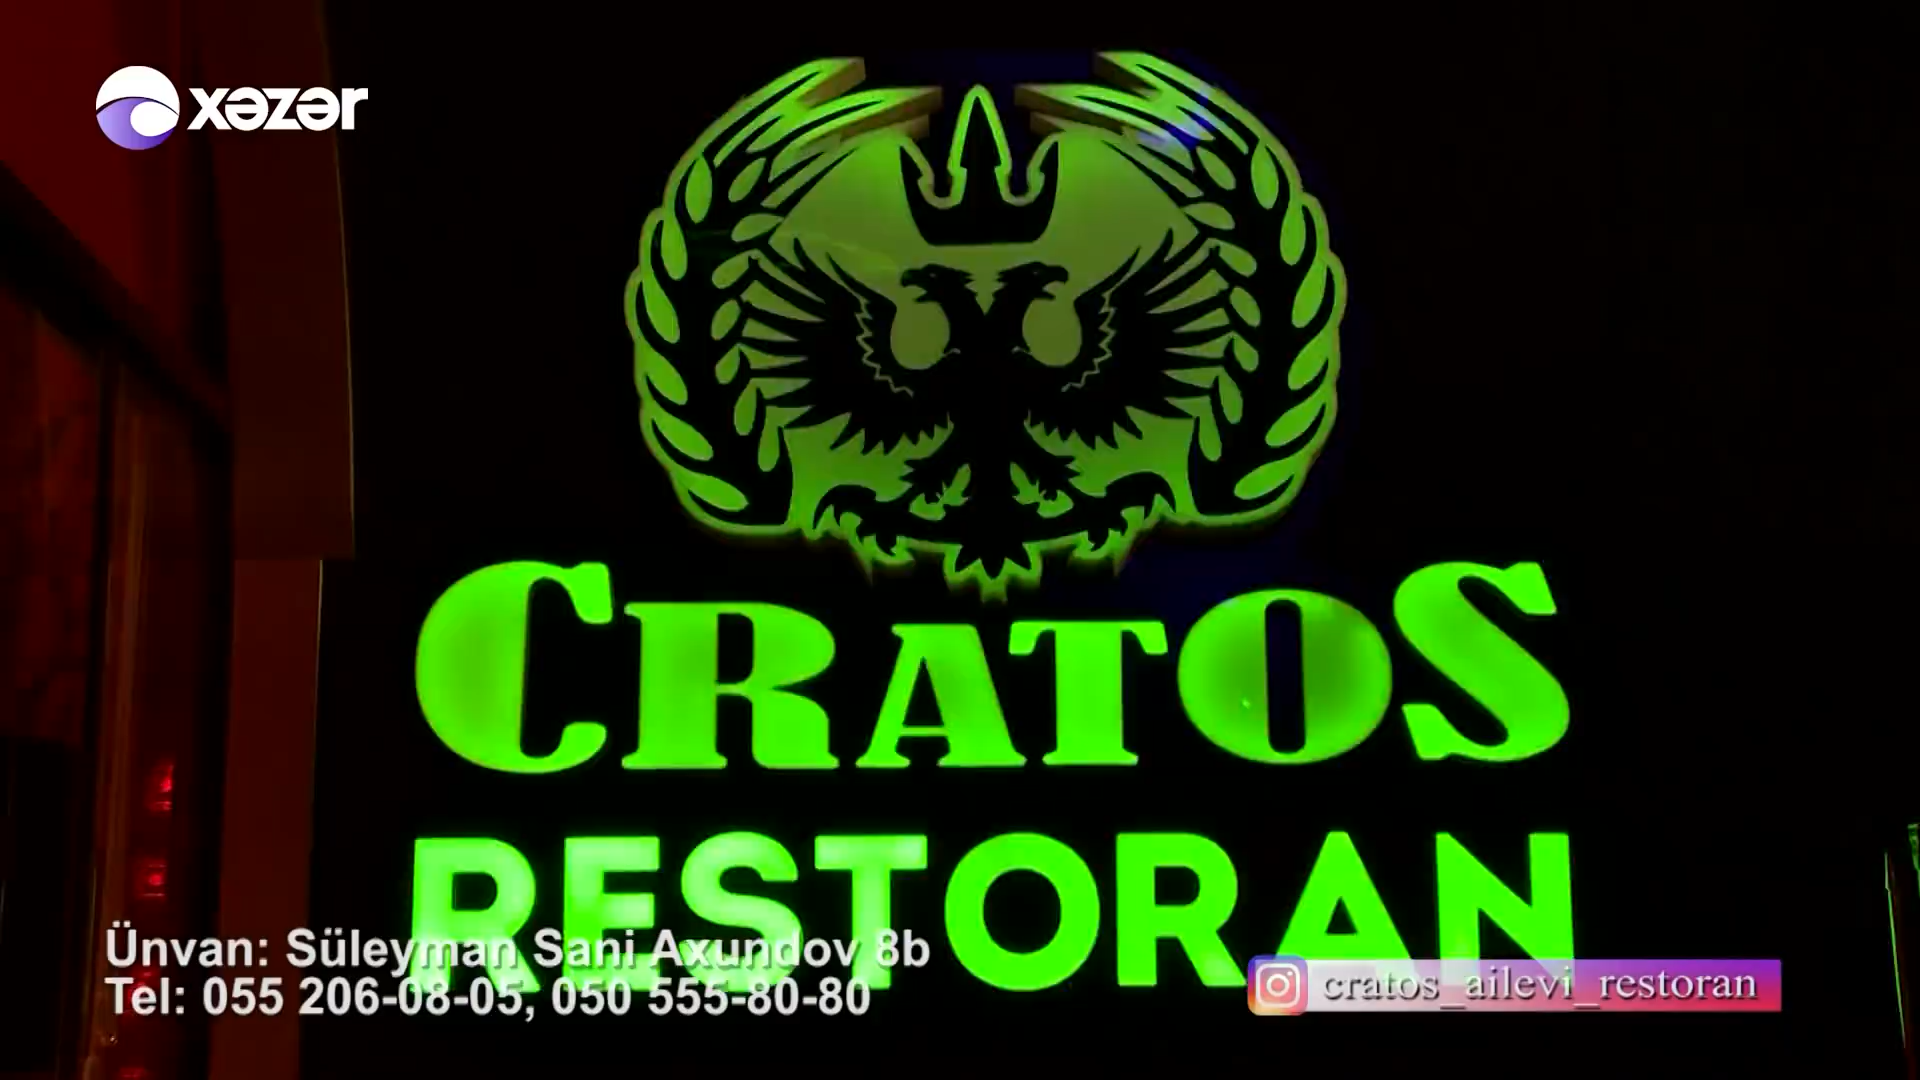 xəzər
CRATOS
RESTORAN
Ünvan: Süleyman Sani Axundov 8b
Tel: 055 206-08-05, 050 555-80-80
cratos_ailevi_restoran